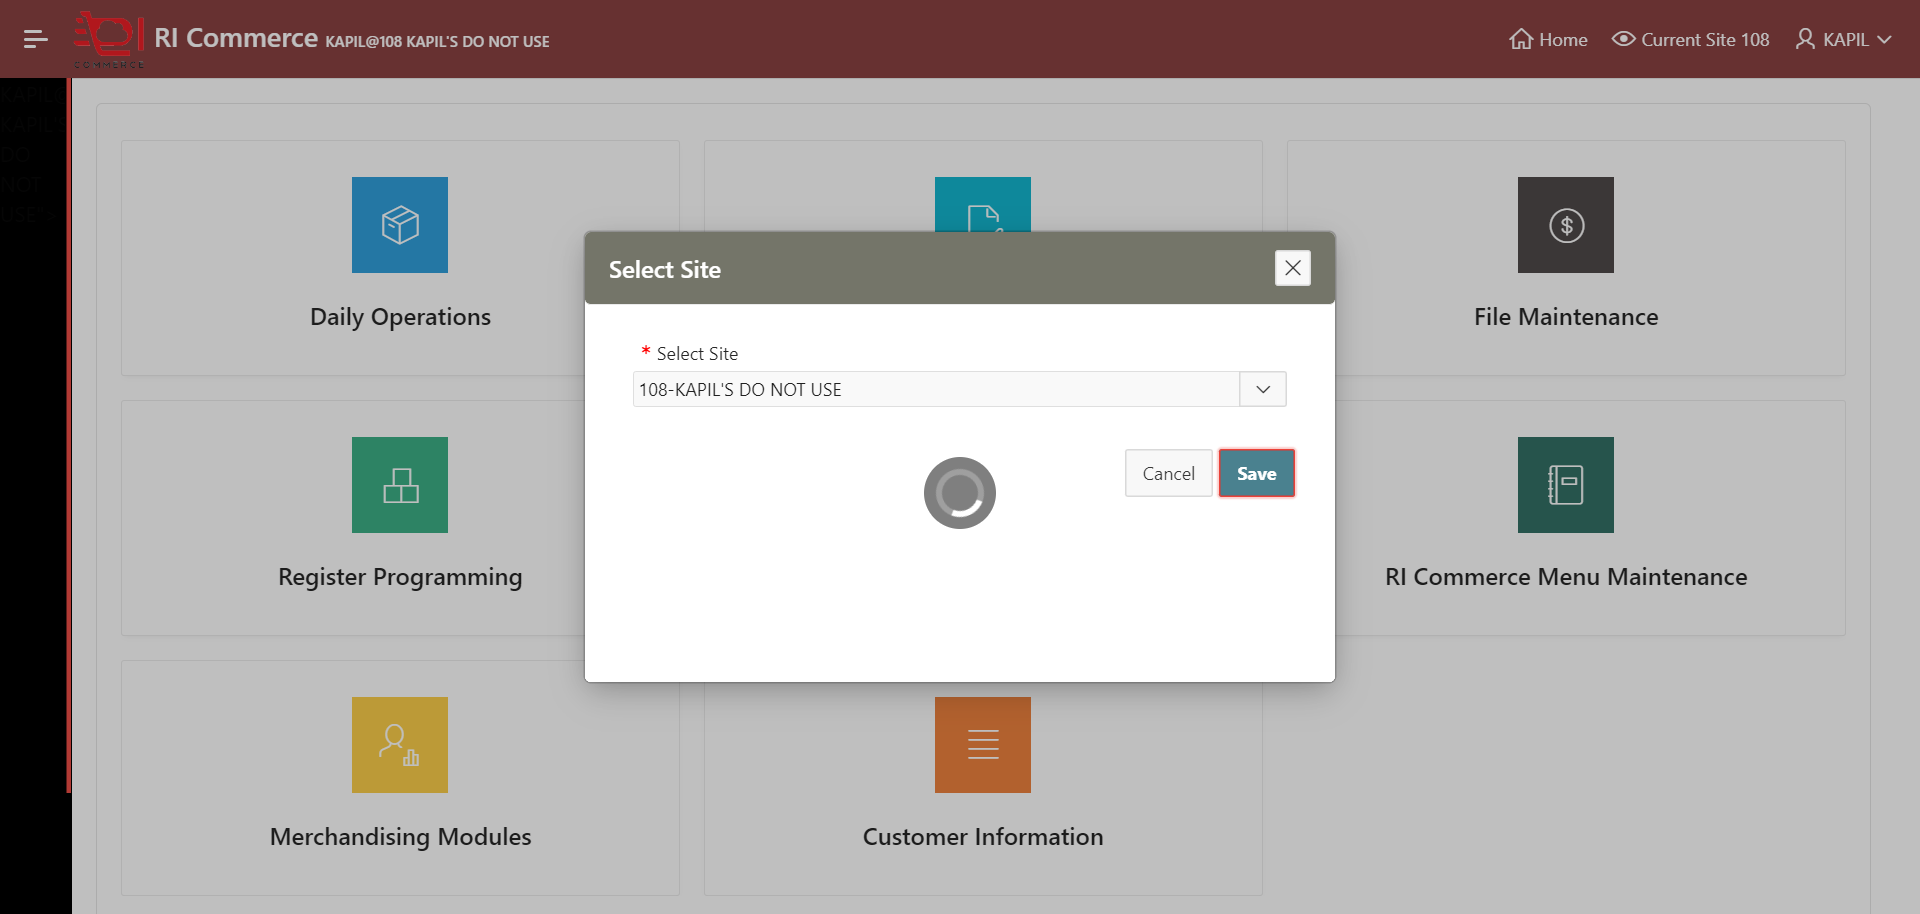 COMMERCE
RI Commerce KAPIL@108 KAPIL'S DO NOT USE
Home
Current Site 108
KAPIL
KAPIL@
KAPIL'S
DO
NOT
USE
Daily Operations
File Maintenance
Select Site
* Select Site
108-KAPIL'S DO NOT USE
Cancel
Save
Register Programming
RI Commerce Menu Maintenance
Merchandising Modules
Customer Information